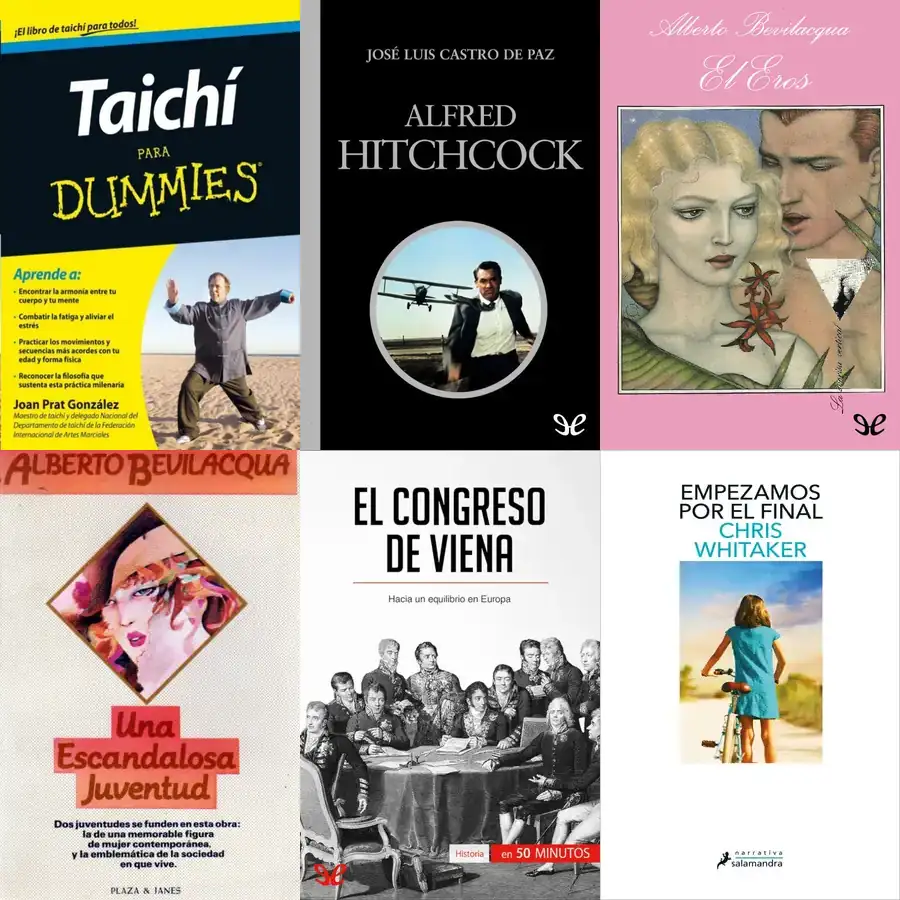 ¡El libro de taichí para todos!
Taichí
PARA
DUMMIES
Aprende a:
• Encontrar la armonía entre tu
cuerpo y tu mente
• Combatir la fatiga y aliviar el
estrés
• Practicar los movimientos y
secuencias más acordes con tu
edad y forma física
• Reconocer la filosofía que
sustenta esta práctica milenaria
Joan Prat González
Maestro de taichí y delegado Nacional del
Departamento de taichí de la Federación
Internacional de Artes Marciales
JOSÉ LUIS CASTRO DE PAZ
ALFRED
HITCHCOCK
Alberto Bevilacqua
El Eros
La sonrisa vertical
ALBERTO BEVILACQUA
Una
Escandalosa
Juventud
Dos juventudes se funden en esta obra:
la de una memorable figura
de mujer contemporánea,
y la emblemática de la sociedad
en que vive.
PLAZA & JANES
EL CONGRESO
DE VIENA
Hacia un equilibrio en Europa
Historia en 50 MINUTOS
EMPEZAMOS
POR EL FINAL
CHRIS
WHITAKER
narrativa
salamandra